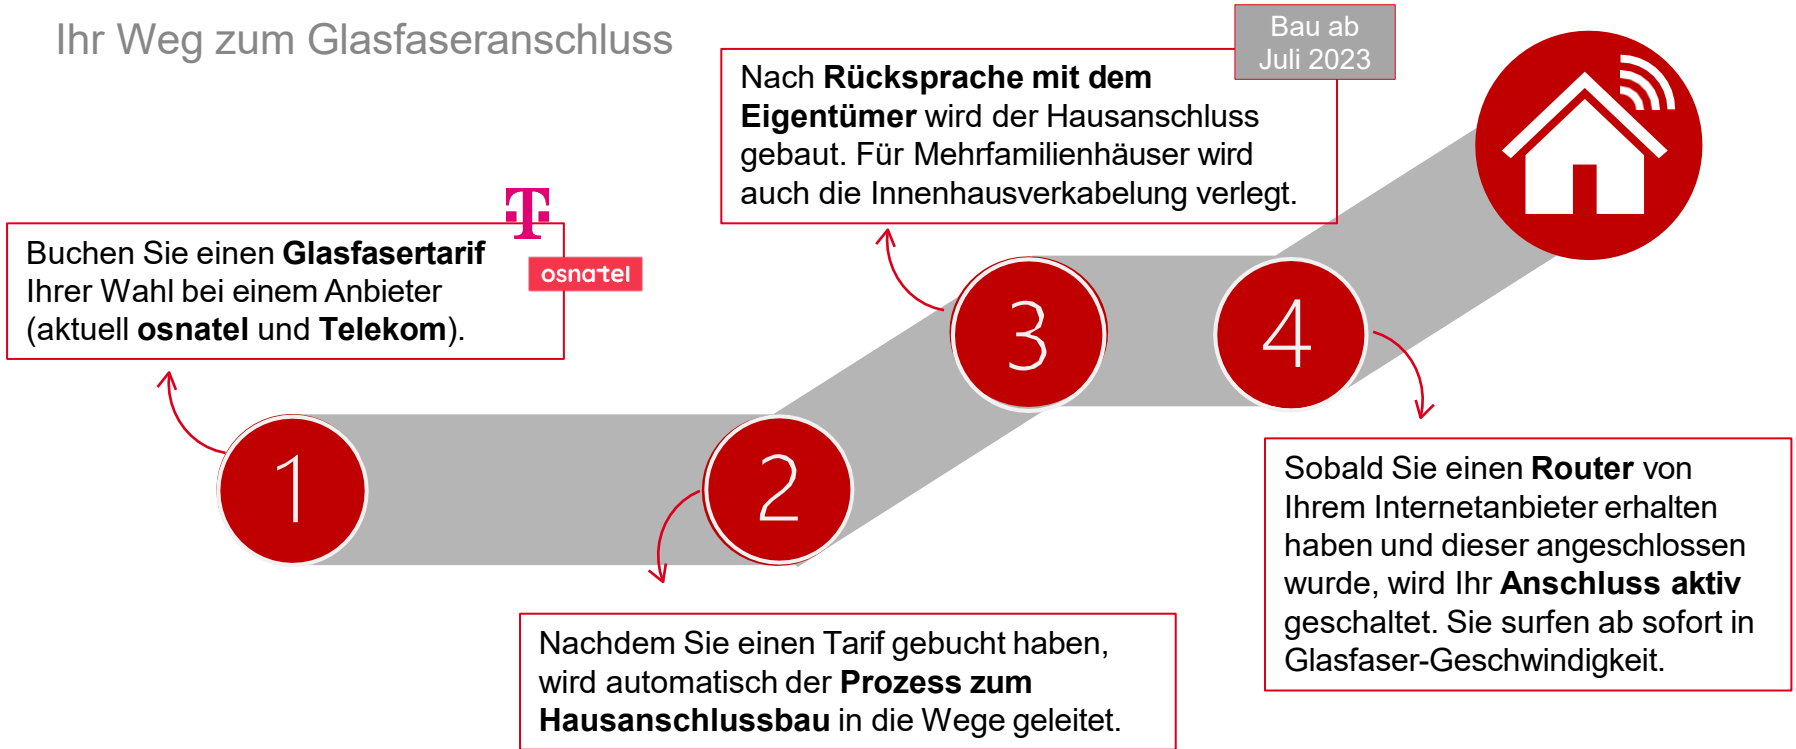 Ihr Weg zum Glasfaseranschluss
Bau ab
Juli 2023
Nach Rücksprache mit dem
Eigentümer wird der Hausanschluss
gebaut. Für Mehrfamilienhäuser wird
auch die Innenhausverkabelung verlegt.
T
Buchen Sie einen Glasfasertarif
Ihrer Wahl bei einem Anbieter
(aktuell osnatel und Telekom).
osnatel
3
4
1
2
Sobald Sie einen Router von
Ihrem Internetanbieter erhalten
haben und dieser angeschlossen
wurde, wird Ihr Anschluss aktiv
geschaltet. Sie surfen ab sofort in
Glasfaser-Geschwindigkeit.
Nachdem Sie einen Tarif gebucht haben,
wird automatisch der Prozess zum
Hausanschlussbau in die Wege geleitet.